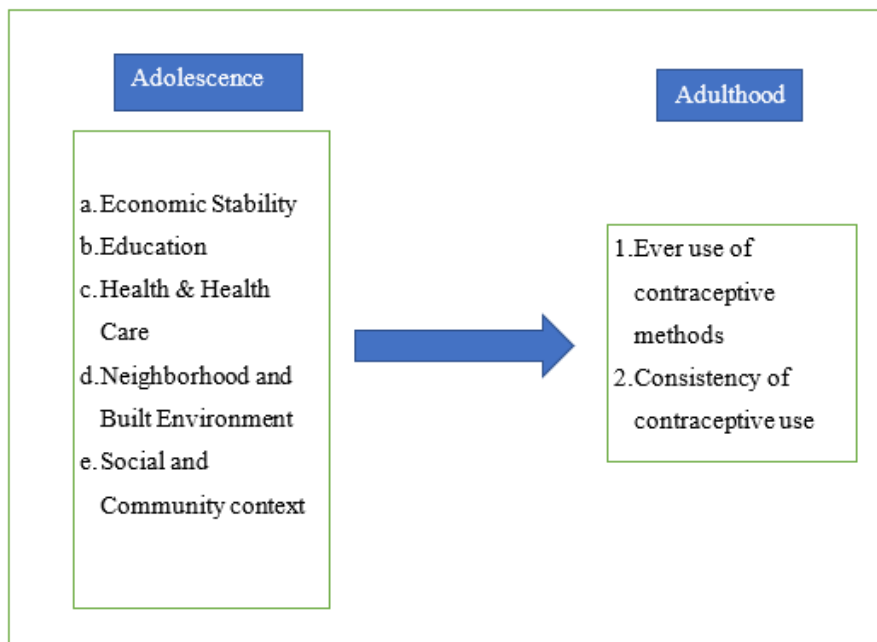 Adolescence
a. Economic Stability
b. Education
c. Health & Health
Care
d. Neighborhood and
Built Environment
e. Social and
Community context
Adulthood
1. Ever use of
contraceptive
methods
2. Consistency of
contraceptive use